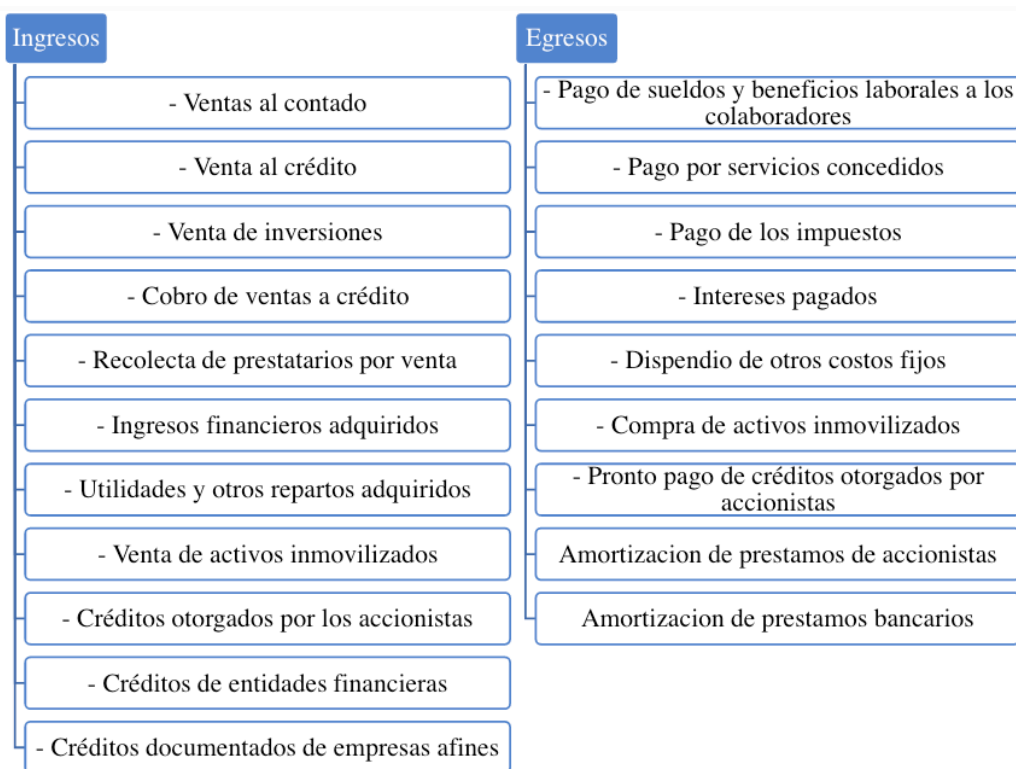 Ingresos
- Ventas al contado
- Venta al crédito
- Venta de inversiones
- Cobro de ventas a crédito
- Recolecta de prestatarios por venta
- Ingresos financieros adquiridos
- Utilidades y otros repartos adquiridos
- Venta de activos inmovilizados
- Créditos otorgados por los accionistas
- Créditos de entidades financieras
- Créditos documentados de empresas afines
Egresos
- Pago de sueldos y beneficios laborales a los
colaboradores
- Pago por servicios concedidos
- Pago de los impuestos
- Intereses pagados
- Dispendio de otros costos fijos
- Compra de activos inmovilizados
- Pronto pago de créditos otorgados por
accionistas
Amortizacion de prestamos de accionistas
Amortizacion de prestamos bancarios